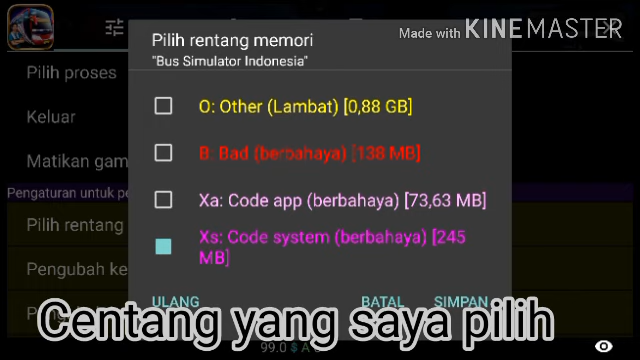 Made with KINEMASTER
Pilih rentang memori
"Bus Simulator Indonesia"
Pilih proses
O: Other (Lambat) [0,88 GB]
Keluar
B: Bad (berbahaya) [138 MB]
Matikan gam
Pengaturan untuk pe
Xa: Code app (berbahaya) [73,63 MB]
Pilih rentang
Xs: Code system (berbahaya) [245
MB]
Pengubah ke
ULANG BATAL SIMPAN
Centang yang saya pilih